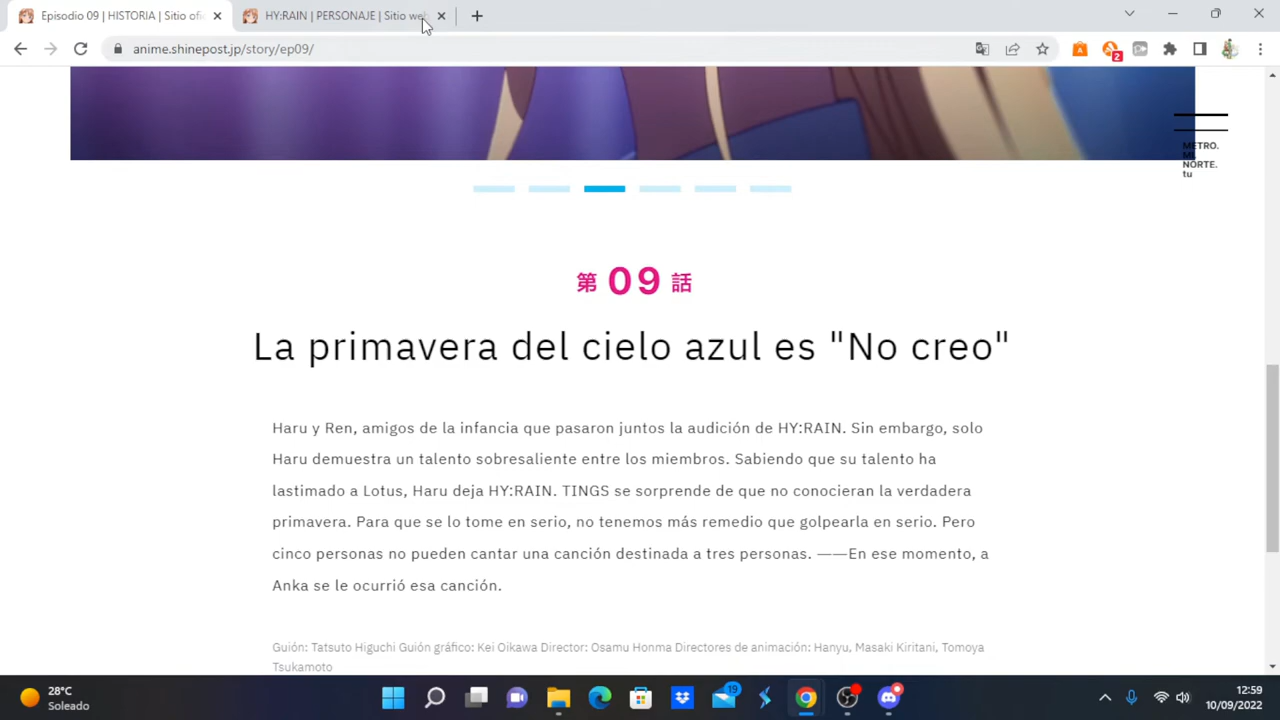 Episodio 09 | HISTORIA | Sitio ofi
HY:RAIN | PERSONAJE | Sitio web
anime.shinepost.jp/story/ep09/
2
METRO.
NORTE.
tu
第 09 話
La primavera del cielo azul es "No creo"
Haru y Ren, amigos de la infancia que pasaron juntos la audición de HY:RAIN. Sin embargo, solo
Haru demuestra un talento sobresaliente entre los miembros. Sabiendo que su talento ha
lastimado a Lotus, Haru deja HY:RAIN. TINGS se sorprende de que no conocieran la verdadera
primavera. Para que se lo tome en serio, no tenemos más remedio que golpearla en serio. Pero
cinco personas no pueden cantar una canción destinada a tres personas. ——En ese momento, a
Anka se le ocurrió esa canción.
Guión: Tatsuto Higuchi Guión gráfico: Kei Oikawa Director: Osamu Honma Directores de animación: Hanyu, Masaki Kiritani, Tomoya
Tsukamoto
28°C
Soleado
19
12:59
10/09/2022